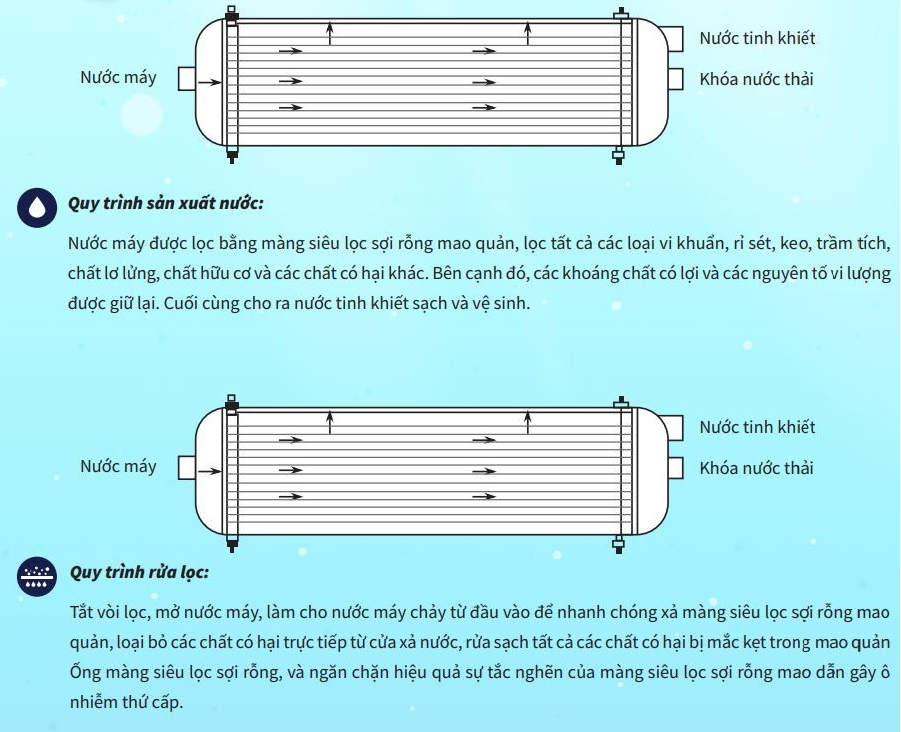 Nước tinh khiết
Nước máy
Khóa nước thải
Quy trình sản xuất nước:
Nước máy được lọc bằng màng siêu lọc sợi rỗng mao quản, lọc tất cả các loại vi khuẩn, rỉ sét, keo, trầm tích,
chất lơ lửng, chất hữu cơ và các chất có hại khác. Bên cạnh đó, các khoáng chất có lợi và các nguyên tố vi lượng
được giữ lại. Cuối cùng cho ra nước tinh khiết sạch và vệ sinh.
Nước tinh khiết
Nước máy
Khóa nước thải
Quy trình rửa lọc:
Tắt vòi lọc, mở nước máy, làm cho nước máy chảy từ đầu vào để nhanh chóng xả màng siêu lọc sợi rỗng mao
quản, loại bỏ các chất có hại trực tiếp từ cửa xả nước, rửa sạch tất cả các chất có hại bị mắc kẹt trong mao quản
Ống màng siêu lọc sợi rỗng, và ngăn chặn hiệu quả sự tắc nghẽn của màng siêu lọc sợi rỗng mao dẫn gây ô
nhiễm thứ cấp.